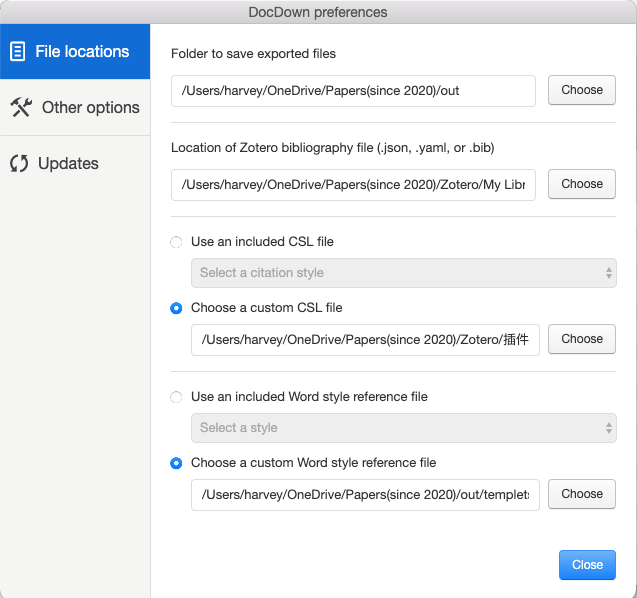 DocDown preferences
File locations
Other options
Updates
Folder to save exported files
/Users/harvey/OneDrive/Papers(since 2020)/out
Choose
Location of Zotero bibliography file (.json, .yaml, or .bib)
/Users/harvey/OneDrive/Papers(since 2020)/Zotero/My Libr
Choose
Use an included CSL file
Select a citation style
Choose a custom CSL file
/Users/harvey/OneDrive/Papers(since 2020)/Zotero/插件
Choose
Use an included Word style reference file
Select a style
Choose a custom Word style reference file
/Users/harvey/OneDrive/Papers(since 2020)/out/templets
Choose
Close